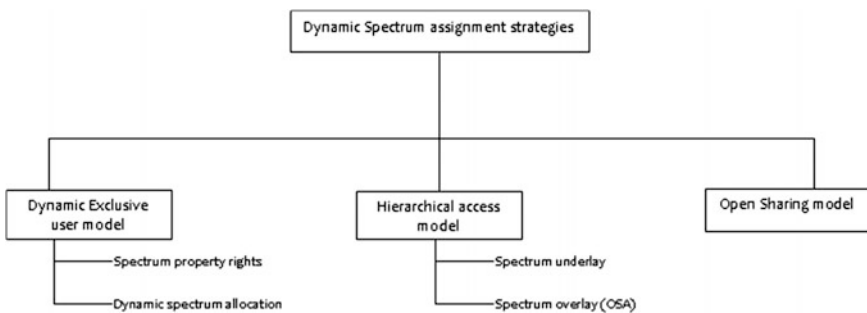 Dynamic Spectrum assignment strategies
Dynamic Exclusive
user model
Spectrum property rights
Dynamic spectrum allocation
Hierarchical access
model
Spectrum underlay
Spectrum overlay (OSA)
Open Sharing model